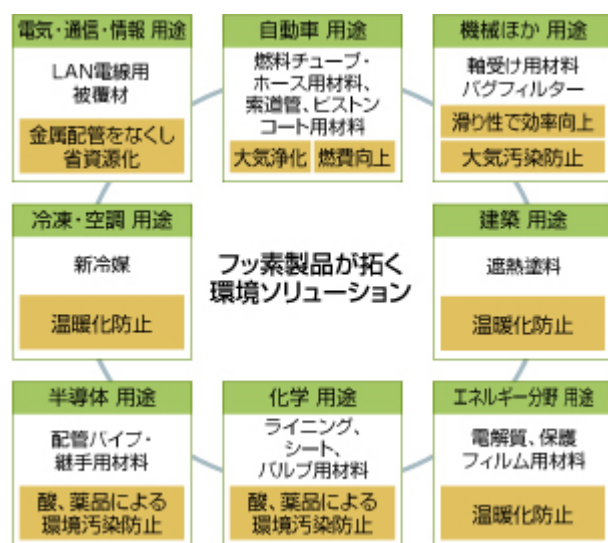 電気・通信・情報 用途
LAN電線用
被覆材
金属配管をなくし
省資源化
自動車 用途
燃料チューブ・
ホース用材料、
索道管、ピストン
コート用材料
大気浄化
燃費向上
機械ほか 用途
軸受け用材料
バグフィルター
滑り性で効率向上
大気汚染防止
冷凍・空調 用途
新冷媒
温暖化防止
フッ素製品が拓く
環境ソリューション
建築 用途
遮熱塗料
温暖化防止
半導体 用途
配管パイプ・
継手用材料
酸、薬品による
環境汚染防止
化学 用途
ライニング、
シート、
バルブ用材料
酸、薬品による
環境汚染防止
エネルギー分野 用途
電解質、保護
フィルム用材料
温暖化防止